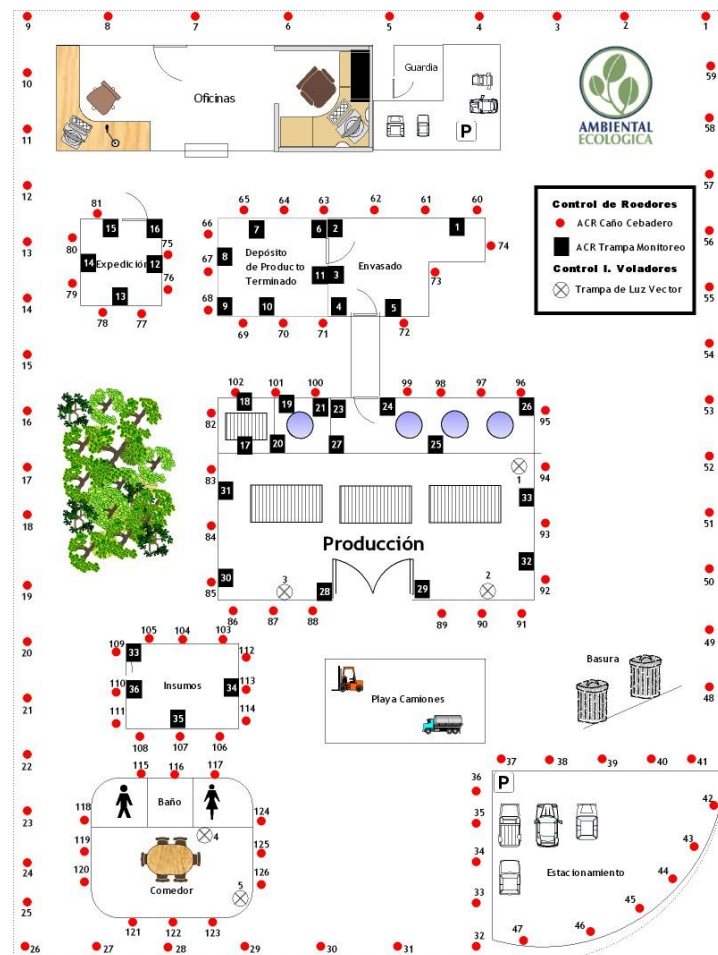 9 8 7 6 5 4 3 2 1
10 Guardia 59
Oficinas
11 P 58
AMBIENTAL
ECOLOGICA
57
12
Control de Roedores
ACR Caño Cebadero
ACR Trampa Monitoreo
Control I. Voladores
Trampa de Luz Vector
81 65 64 63 62 61 60
15 16 66 7 6 2 1 56
13 80 75 74
14 Expedición 12 8 Depósito
de Producto
Terminado
Envasado
67 11 3 73
79 76 55
13 68 9 10 4 5
14 78 77 69 70 71 72
15 54
102 101 100 99 98 97 96 53
18 19 21 23 24 26
16 82 95
17 20 27 25
83 94 52
17 1
31 33
18 84 93 51
Producción
32
30 3 28 29 2 50
19 85 92
86 87 88 89 90 91
105 104 103 49
20 109 33 112 Basura
110 36 Insumos 34 113 48
Playa Camiones
21 111 35 114
108 107 106
22 37 38 39 40 41
115 116 117 36 P
Baño
42
23 118 124 35
4
119 125 34 43
24 Estacionamiento
120 Comedor 126 44
5 33 45
25
121 122 123 46
47
26 27 28 29 30 31 32